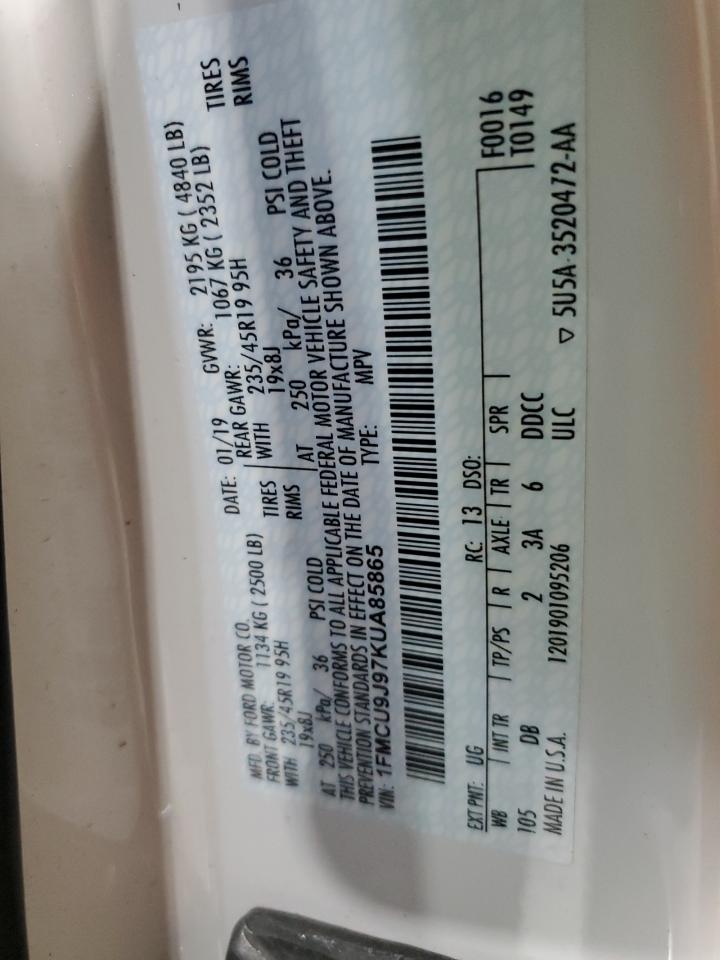 MFD. BY FORD MOTOR CO.
DATE: 01/19 GVWR: 2195 KG ( 4840 LB)
FRONT GAWR: 1134 KG ( 2500 LB)
REAR GAWR: 1067 KG ( 2352 LB)
WITH 235/45R19 95H TIRES
WITH 235/45R19 95H TIRES
19x8J RIMS
19x8J RIMS
AT 250 kPa/ 36 PSI COLD
AT 250 kPa/ 36 PSI COLD
THIS VEHICLE CONFORMS TO ALL APPLICABLE FEDERAL MOTOR VEHICLE SAFETY AND THEFT
PREVENTION STANDARDS IN EFFECT ON THE DATE OF MANUFACTURE SHOWN ABOVE.
VIN: 1FMCU9J97KUA85865 TYPE: MPV
EXT PNT: UG RC: 13 DSO: F0016
WB INT TR TP/PS R AXLE TR SPR T0149
105 DB 2 3A 6 DDCC
MADE IN U.S.A. 1201901095206 ULC ▽ 5U5A-3520472-AA